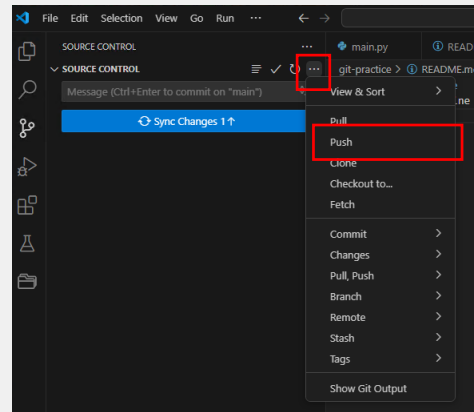 File Edit Selection View Go Run ··· ← →
SOURCE CONTROL ···
main.py
READ
SOURCE CONTROL ···
git-practice > README.m
Message (Ctrl+Enter to commit on "main")
Sync Changes 1↑
View & Sort >
.ne
Pull
Push
Clone
Checkout to...
Fetch
Commit >
Changes >
Pull, Push >
Branch >
Remote >
Stash >
Tags >
Show Git Output